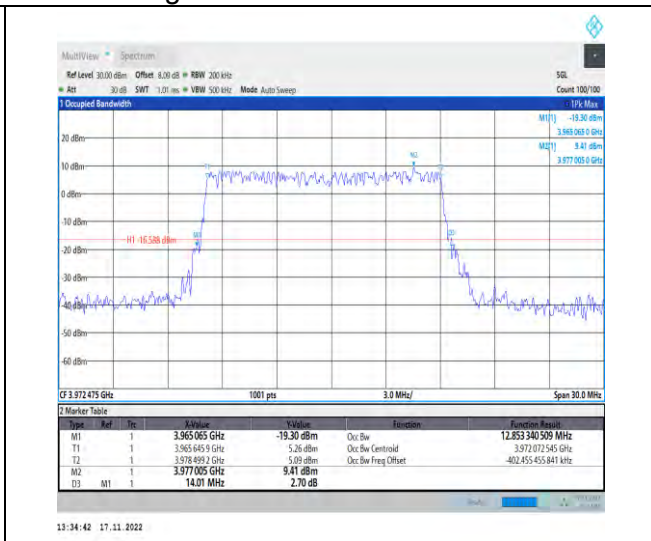 MultiView Spectrum
Ref Level 30.00 dBm Offset 8.09 dB RBW 200 kHz SGL
Att 30 dB SWT 1.01 ms VBW 500 kHz Mode Auto Sweep Count 100/100
1 Occupied Bandwidth 1Pk Max
M1[1] -19.30 dBm
3.965 065 0 GHz
20 dBm
M2[1] 9.41 dBm
3.977 005 0 GHz
M2
10 dBm
T1
0 dBm
-10 dBm
M1
D3
H1 -16.588 dBm
-20 dBm
-30 dBm
-40 dBm
-50 dBm
-60 dBm
CF 3.972 475 GHz 1001 pts 3.0 MHz/ Span 30.0 MHz
2 Marker Table
Type Ref Trc X-Value Y-Value Function Function Result
M1 1 3.965 065 GHz -19.30 dBm Occ Bw 12.853 340 509 MHz
T1 1 3.965 645 9 GHz 5.26 dBm Occ Bw Centroid 3.972 072 545 GHz
T2 1 3.978 499 2 GHz 5.09 dBm Occ Bw Freq Offset -402.455 455 841 kHz
M2 1 3.977 005 GHz 9.41 dBm
D3 M1 1 14.01 MHz 2.70 dB
13:34:42 17.11.2022